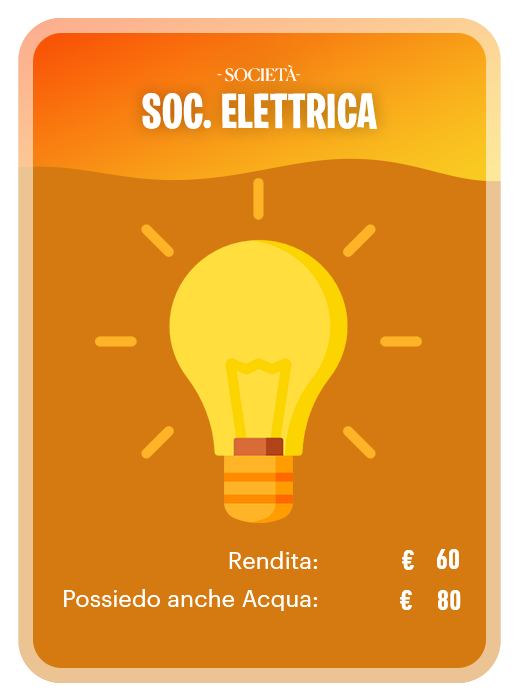 - SOCIETÀ-
SOC. ELETTRICA
Rendita: € 60
Possiedo anche Acqua: € 80